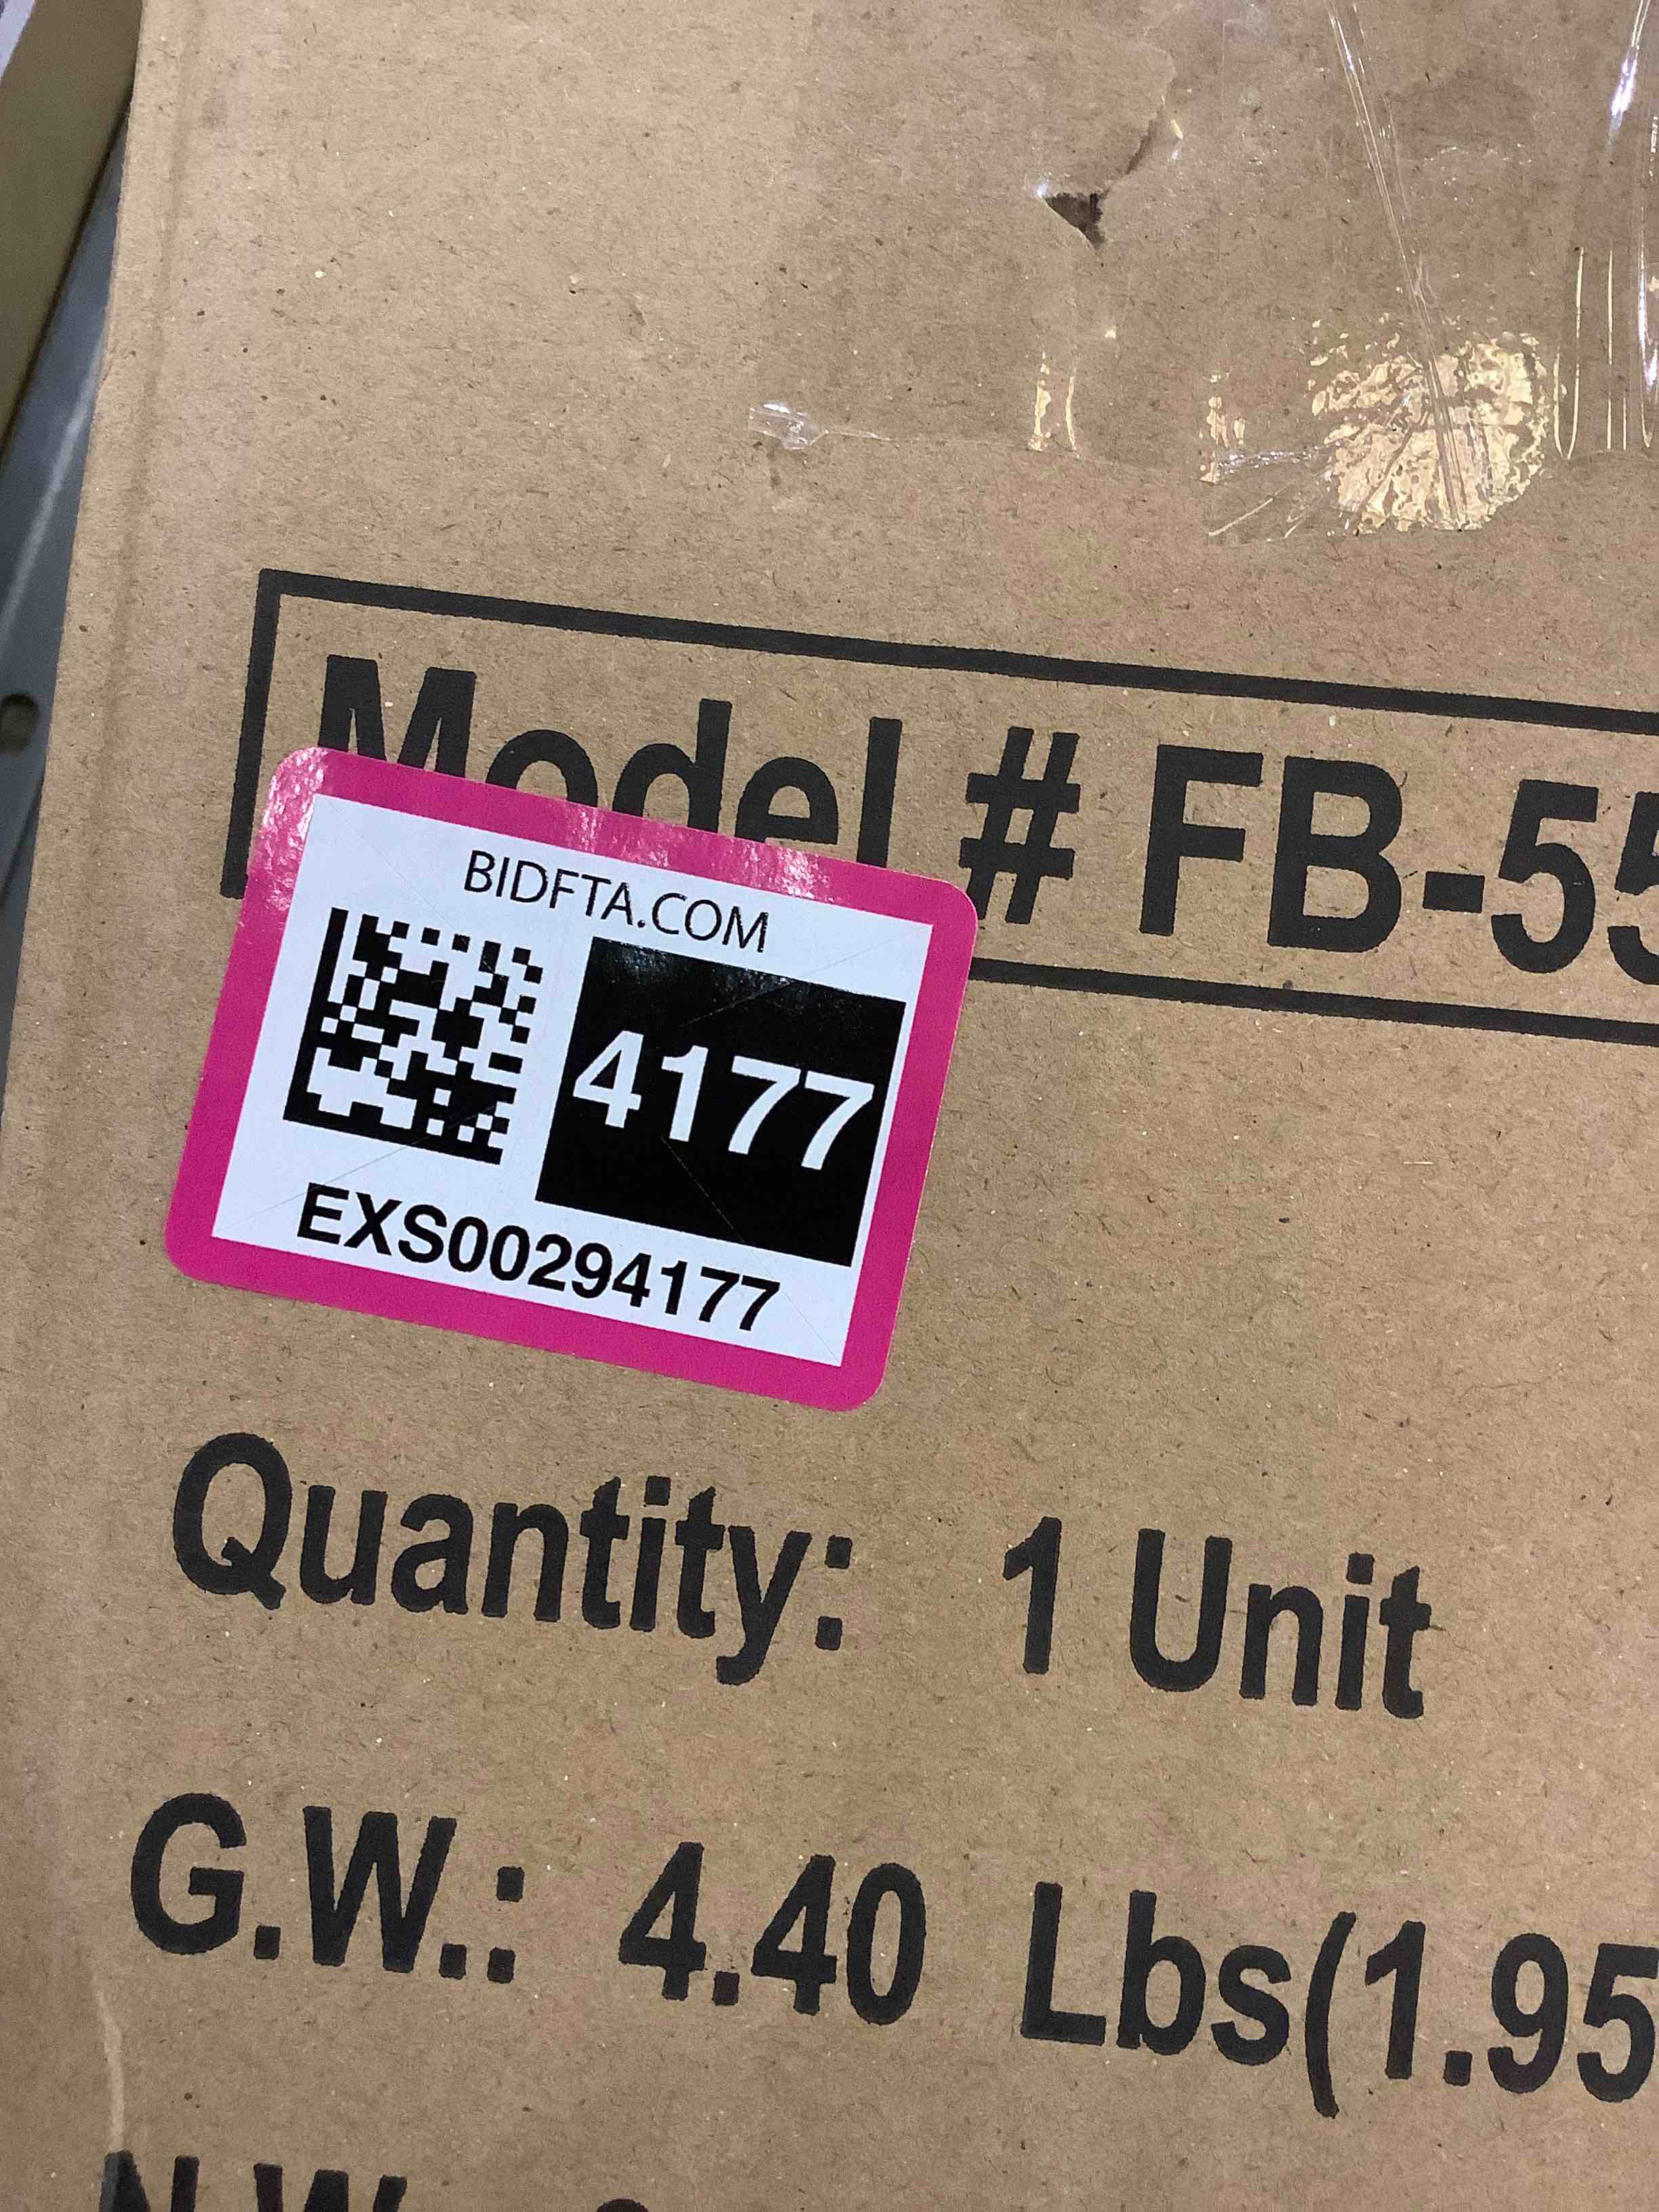 Model # FB-55
BIDFTA.COM
4177
EXS00294177
Quantity: 1 Unit
G.W.: 4.40 Lbs(1.95
N.W.